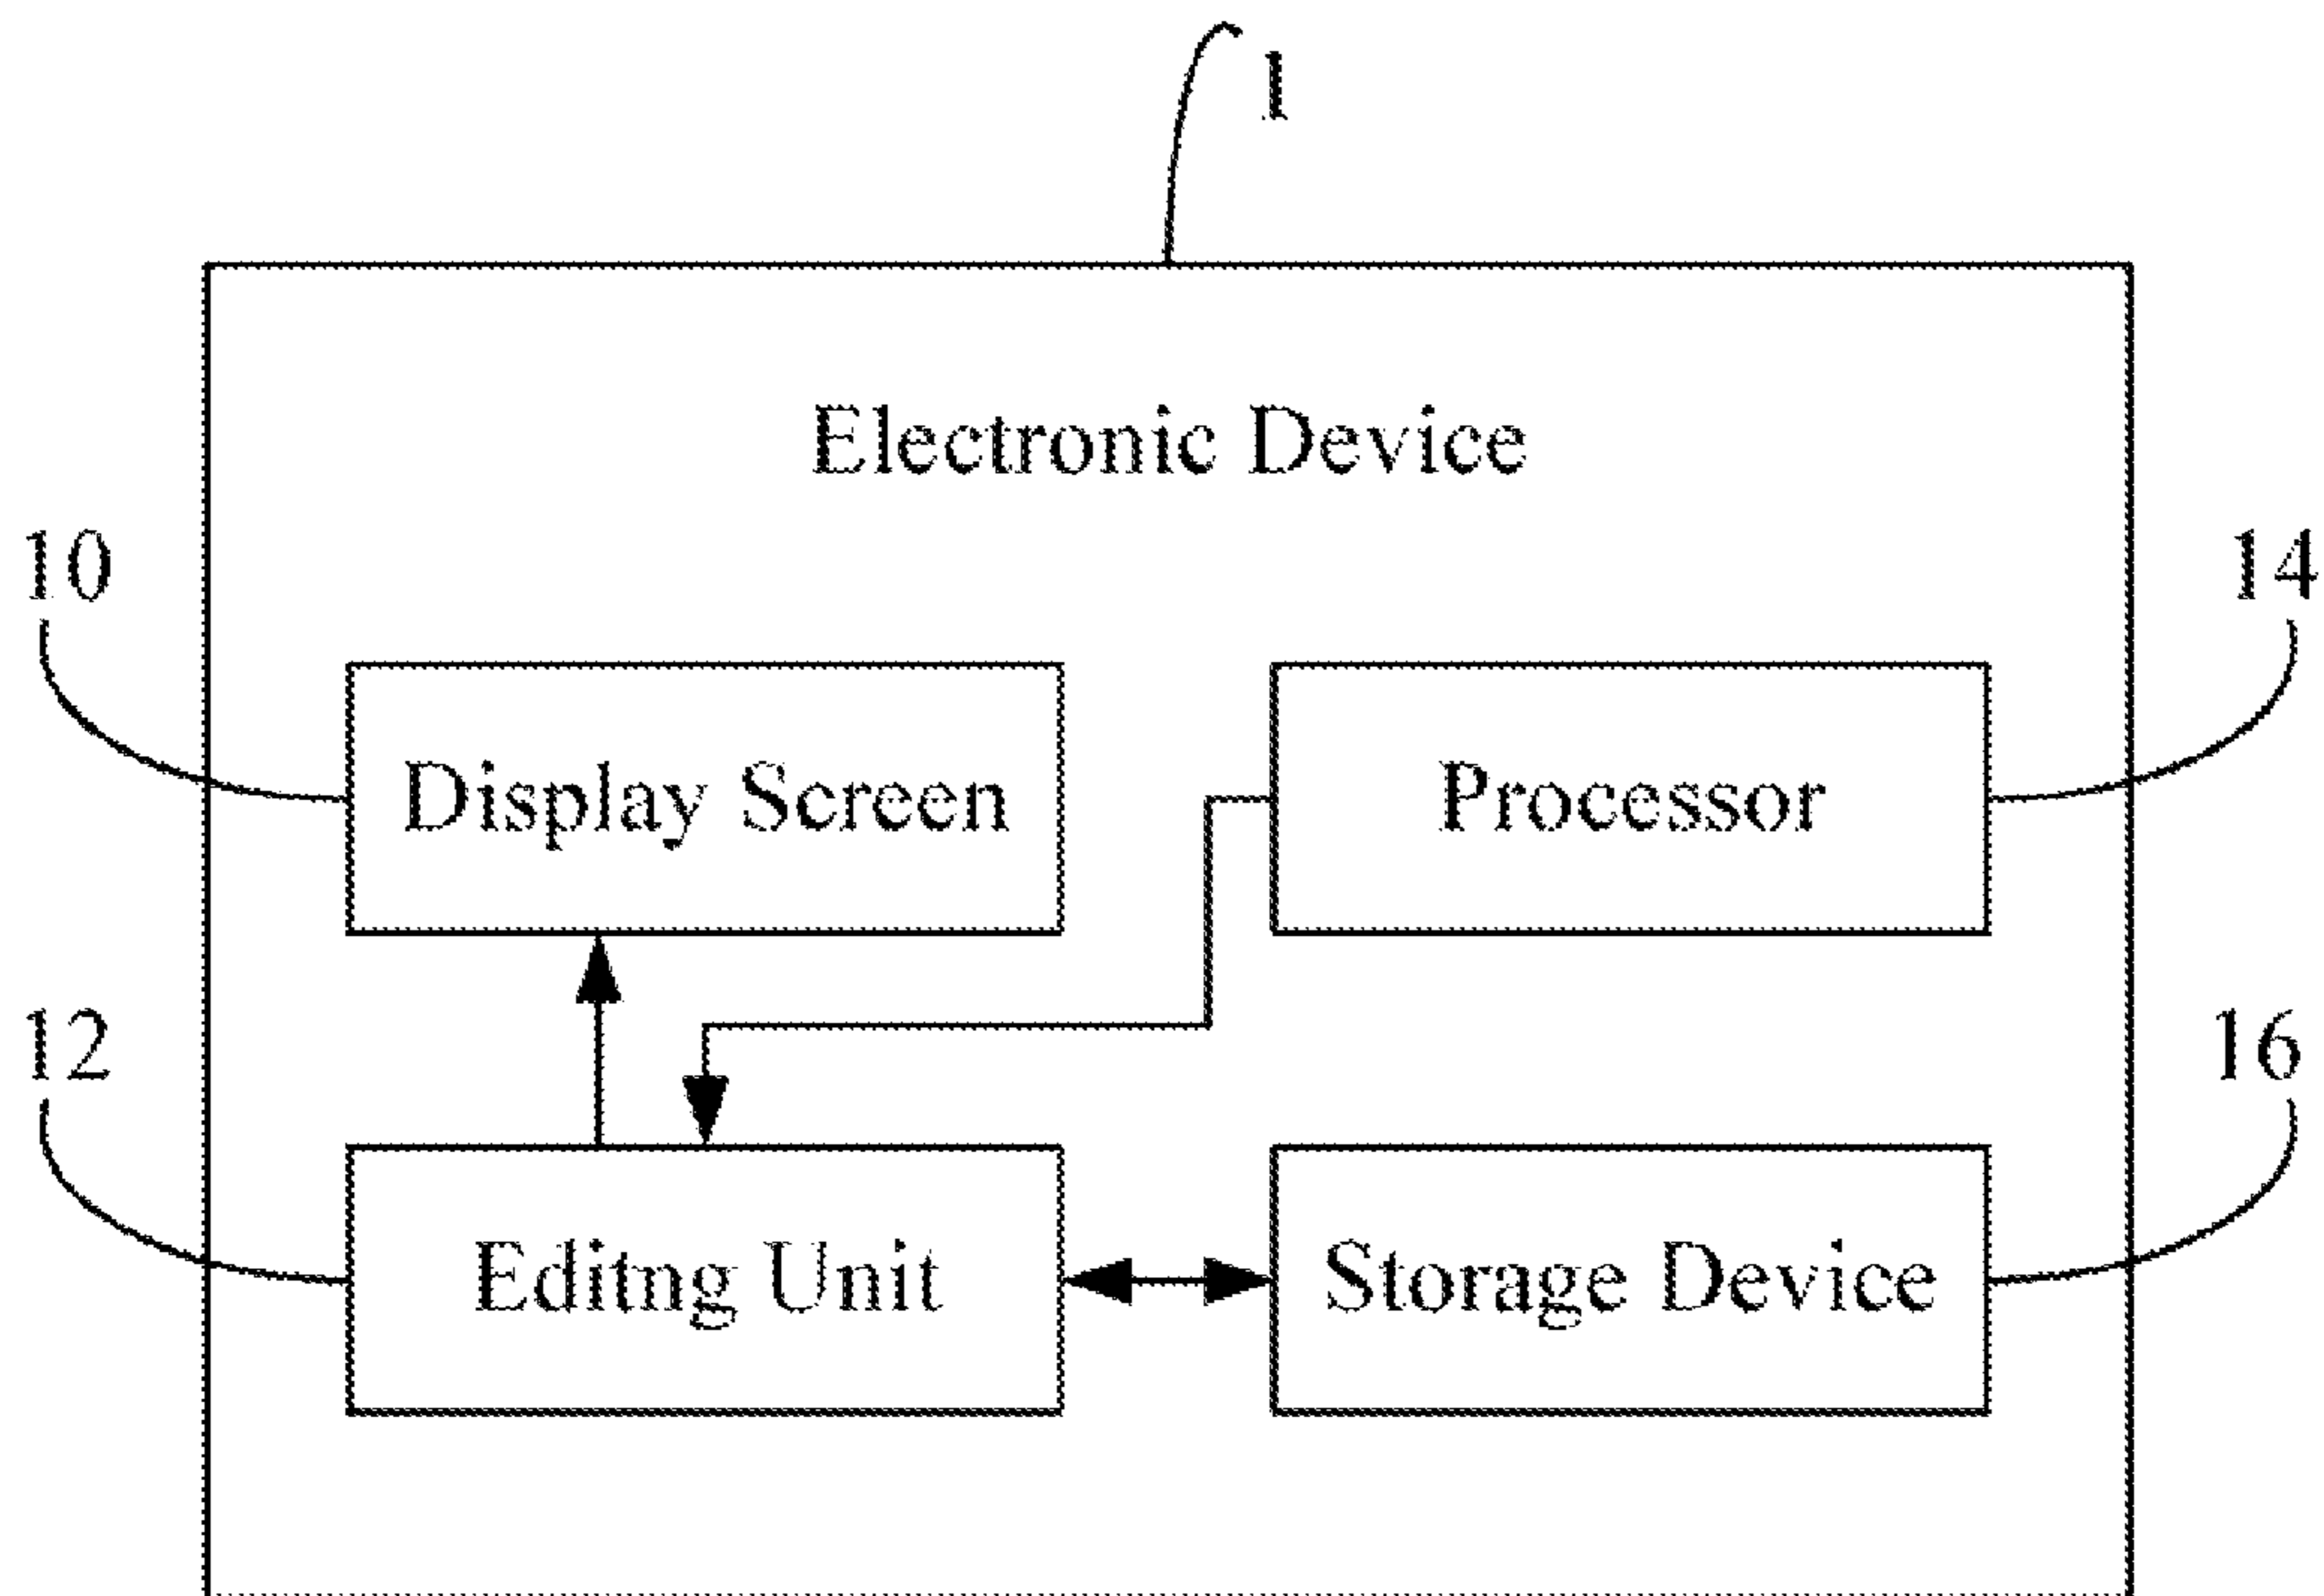 1
Electronic Device
10
14
Display Screen
Processor
12
16
Editng Unit
Storage Device